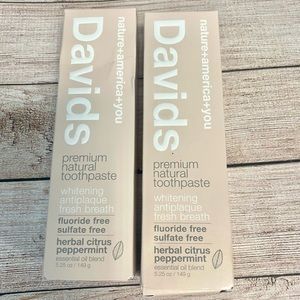 nature+america+you
Davids
premium
natural
toothpaste
whitening
antiplaque
fresh breath
fluoride free
sulfate free
herbal citrus
peppermint
essential oil blend
5.25 oz / 149 g
nature+america+you
Davids
premium
natural
toothpaste
whitening
antiplaque
fresh breath
fluoride free
sulfate free
herbal citrus
peppermint
essential oil blend
5.25 oz / 149 g